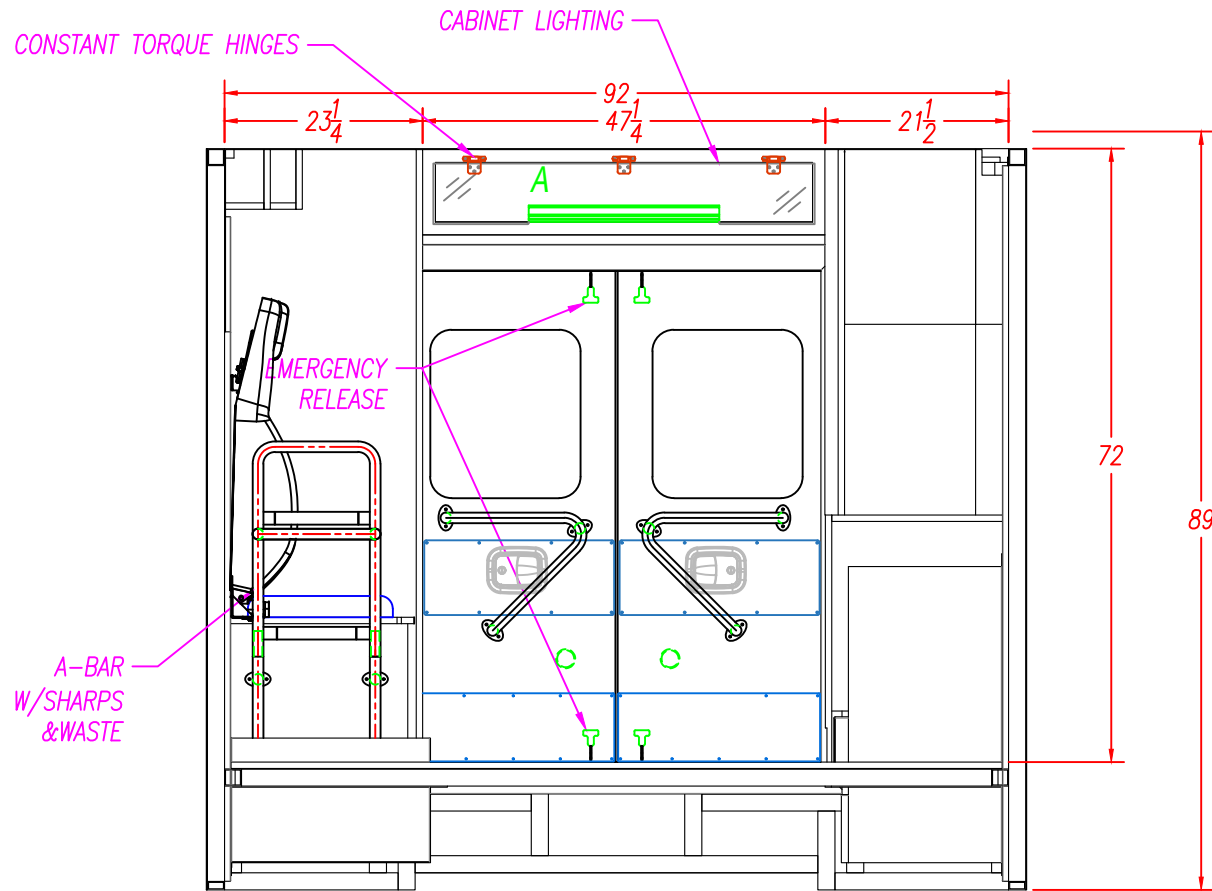 CABINET LIGHTING
CONSTANT TORQUE HINGES
92
23 1/4
47 1/4
21 1/2
A
EMERGENCY
RELEASE
72
89
A-BAR
W/SHARPS
&WASTE